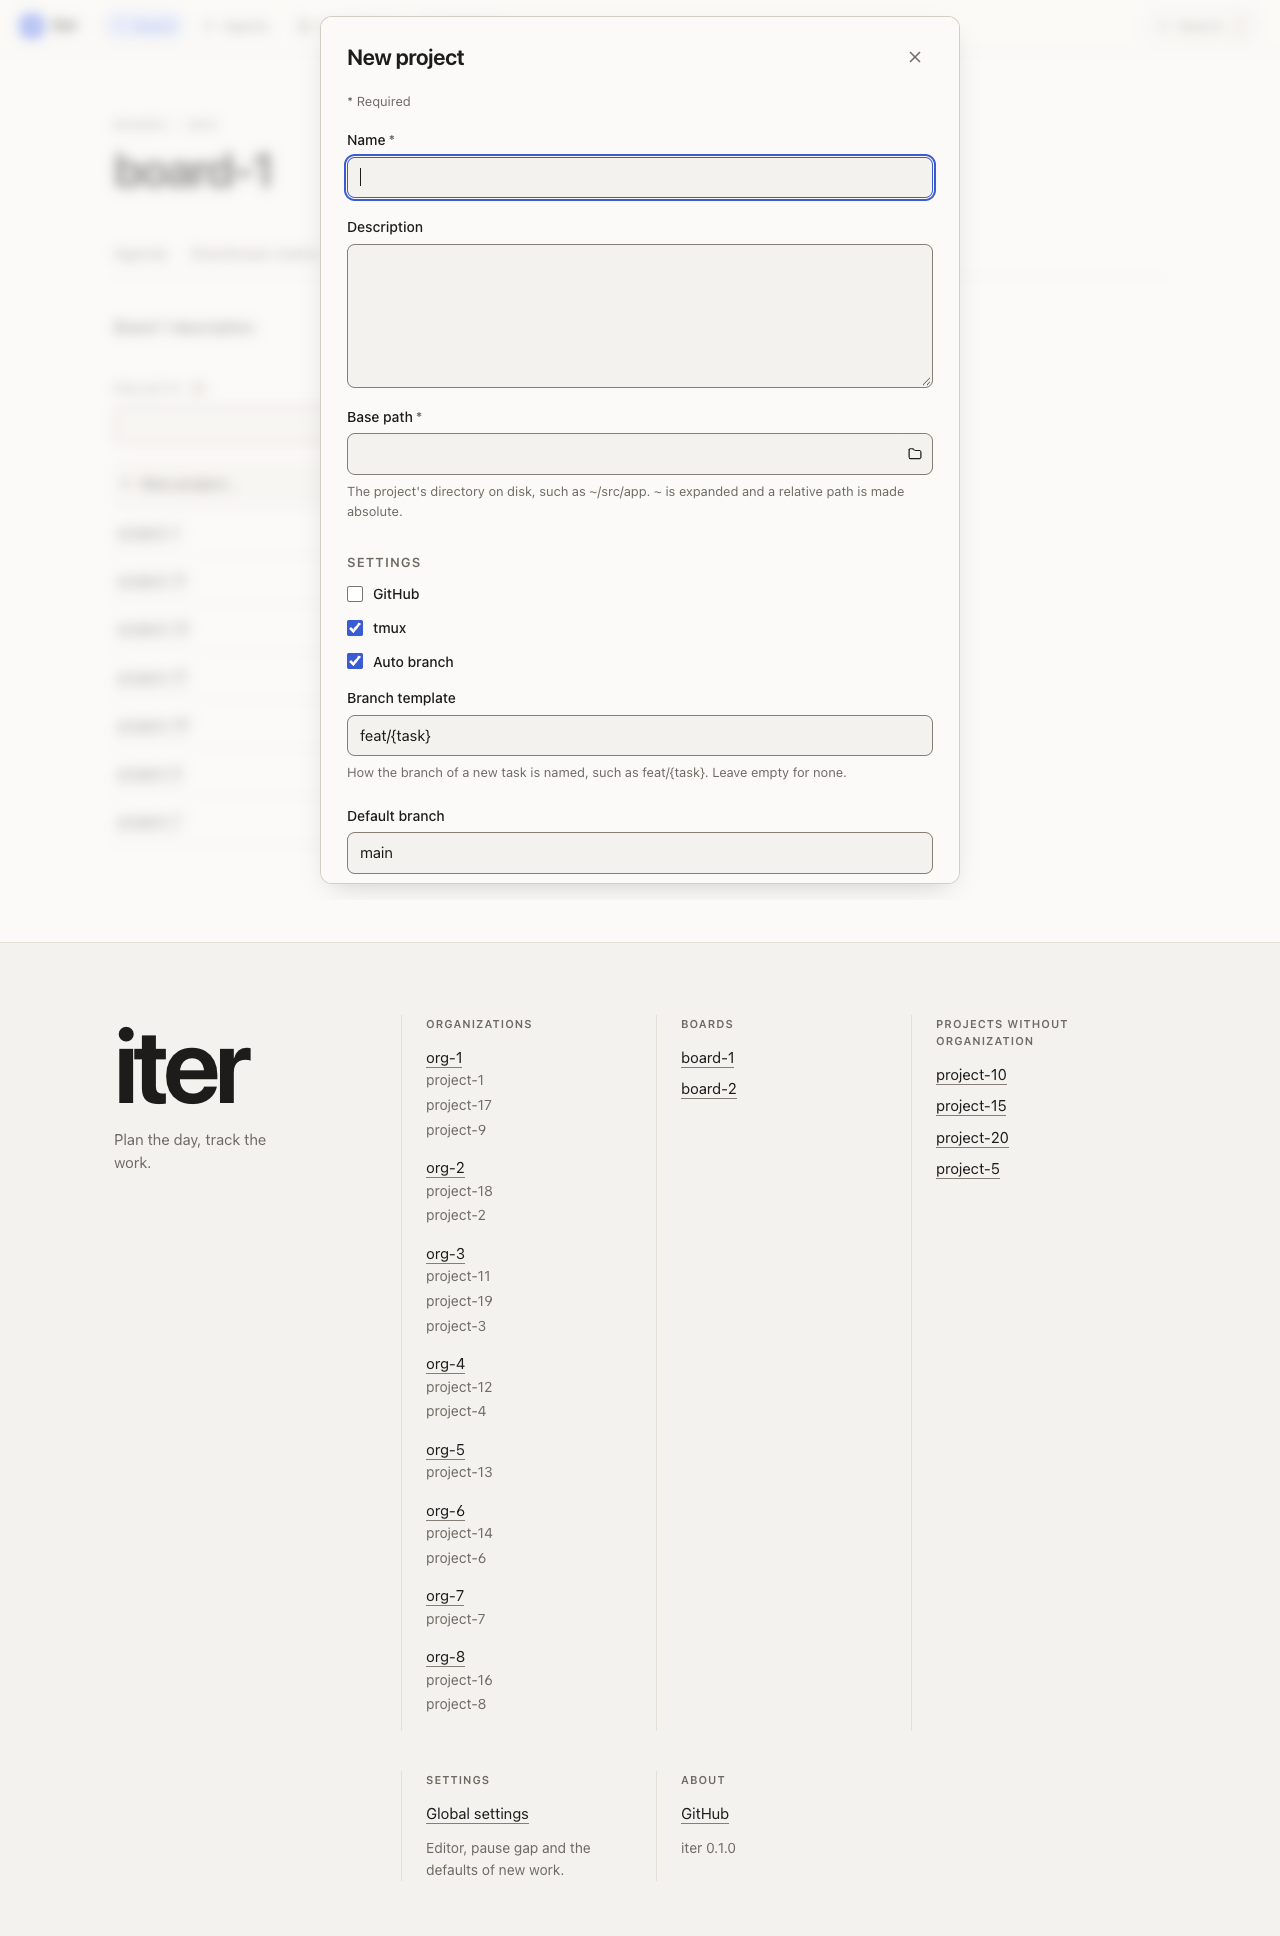 New project
* Required
Name *
Description
Base path *
The project's directory on disk, such as ~/src/app. ~ is expanded and a relative path is made
absolute.
SETTINGS
GitHub
tmux
Auto branch
Branch template
feat/{task}
How the branch of a new task is named, such as feat/{task}. Leave empty for none.
Default branch
main
board-1
iter
Plan the day, track the
work.
ORGANIZATIONS
org-1
project-1
project-17
project-9
org-2
project-18
project-2
org-3
project-11
project-19
project-3
org-4
project-12
project-4
org-5
project-13
org-6
project-14
project-6
org-7
project-7
org-8
project-16
project-8
BOARDS
board-1
board-2
PROJECTS WITHOUT
ORGANIZATION
project-10
project-15
project-20
project-5
SETTINGS
Global settings
Editor, pause gap and the
defaults of new work.
ABOUT
GitHub
iter 0.1.0